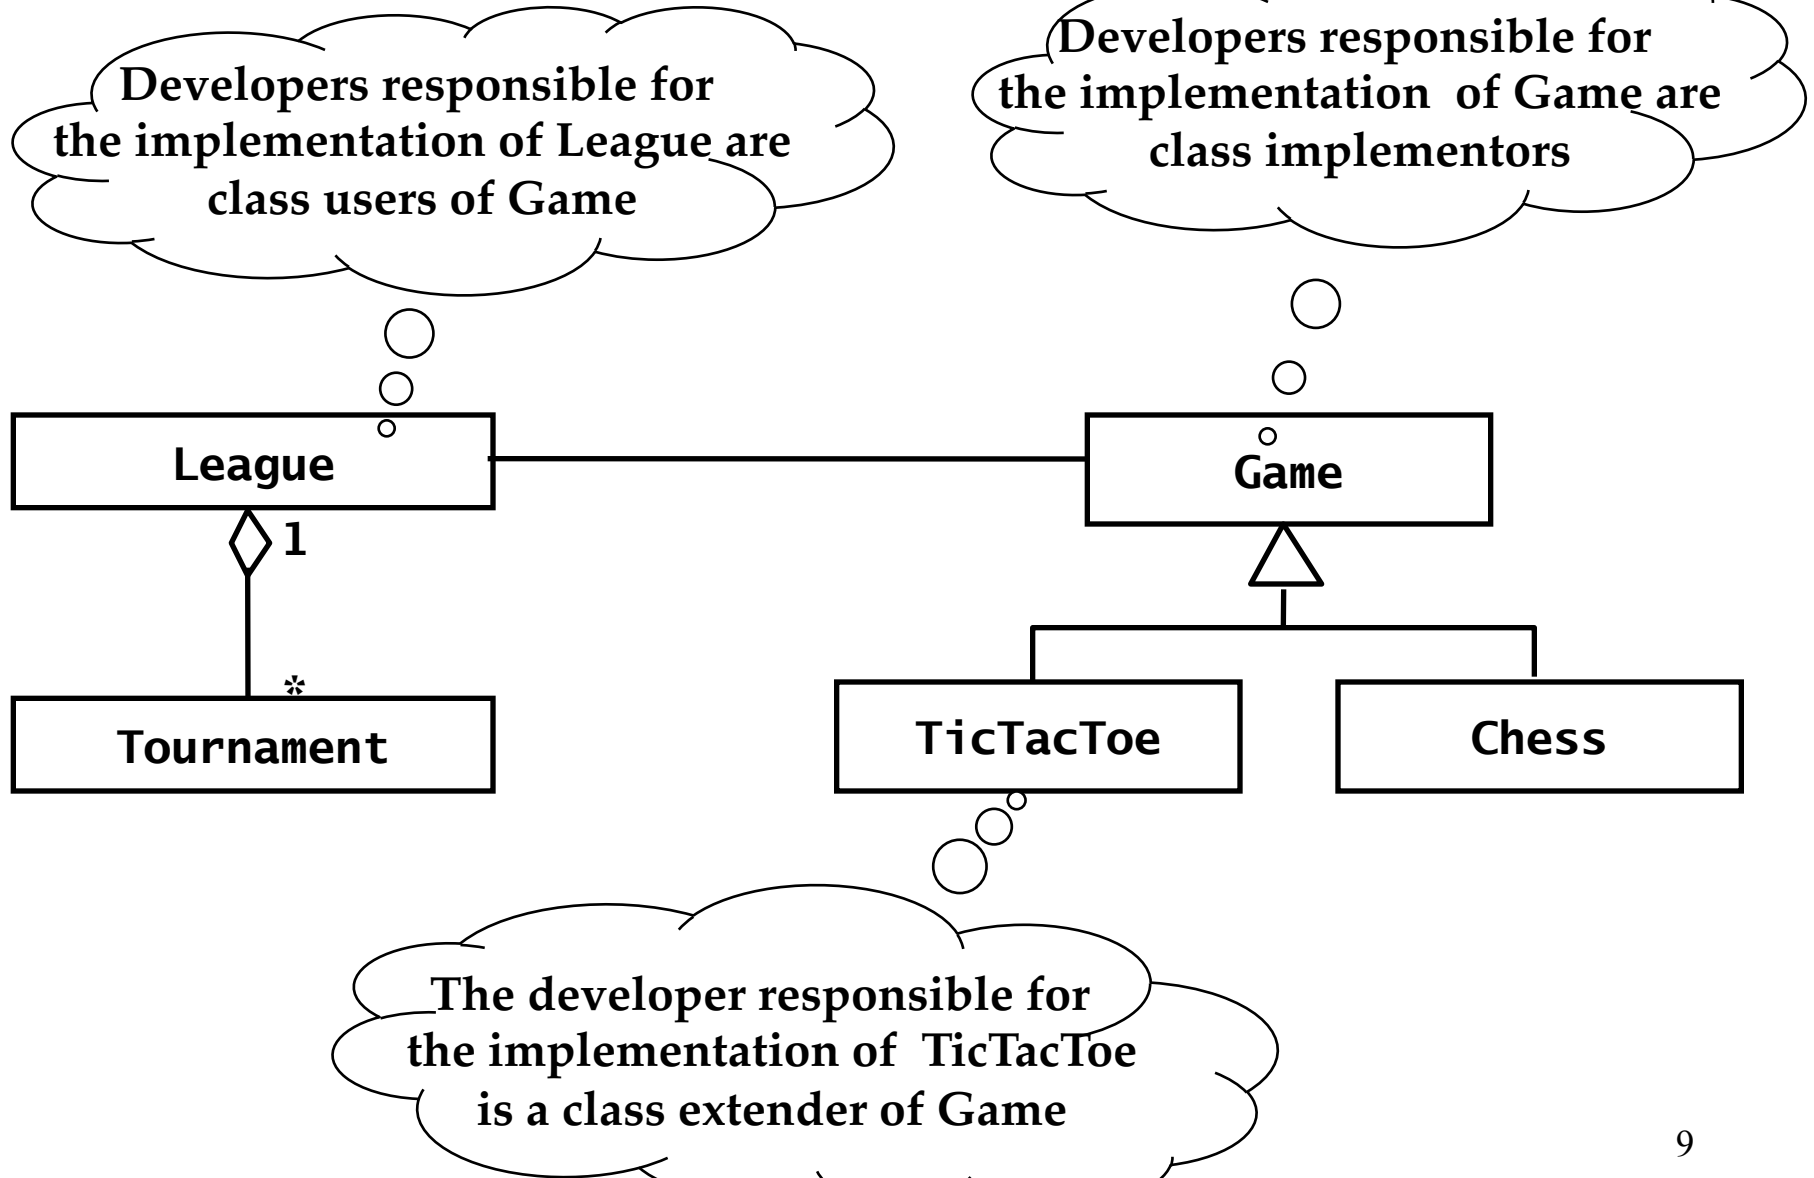 Developers responsible for
the implementation of League are
class users of Game
Developers responsible for
the implementation of Game are
class implementors
League
Game
1
*
Tournament
TicTacToe
Chess
The developer responsible for
the implementation of TicTacToe
is a class extender of Game
9